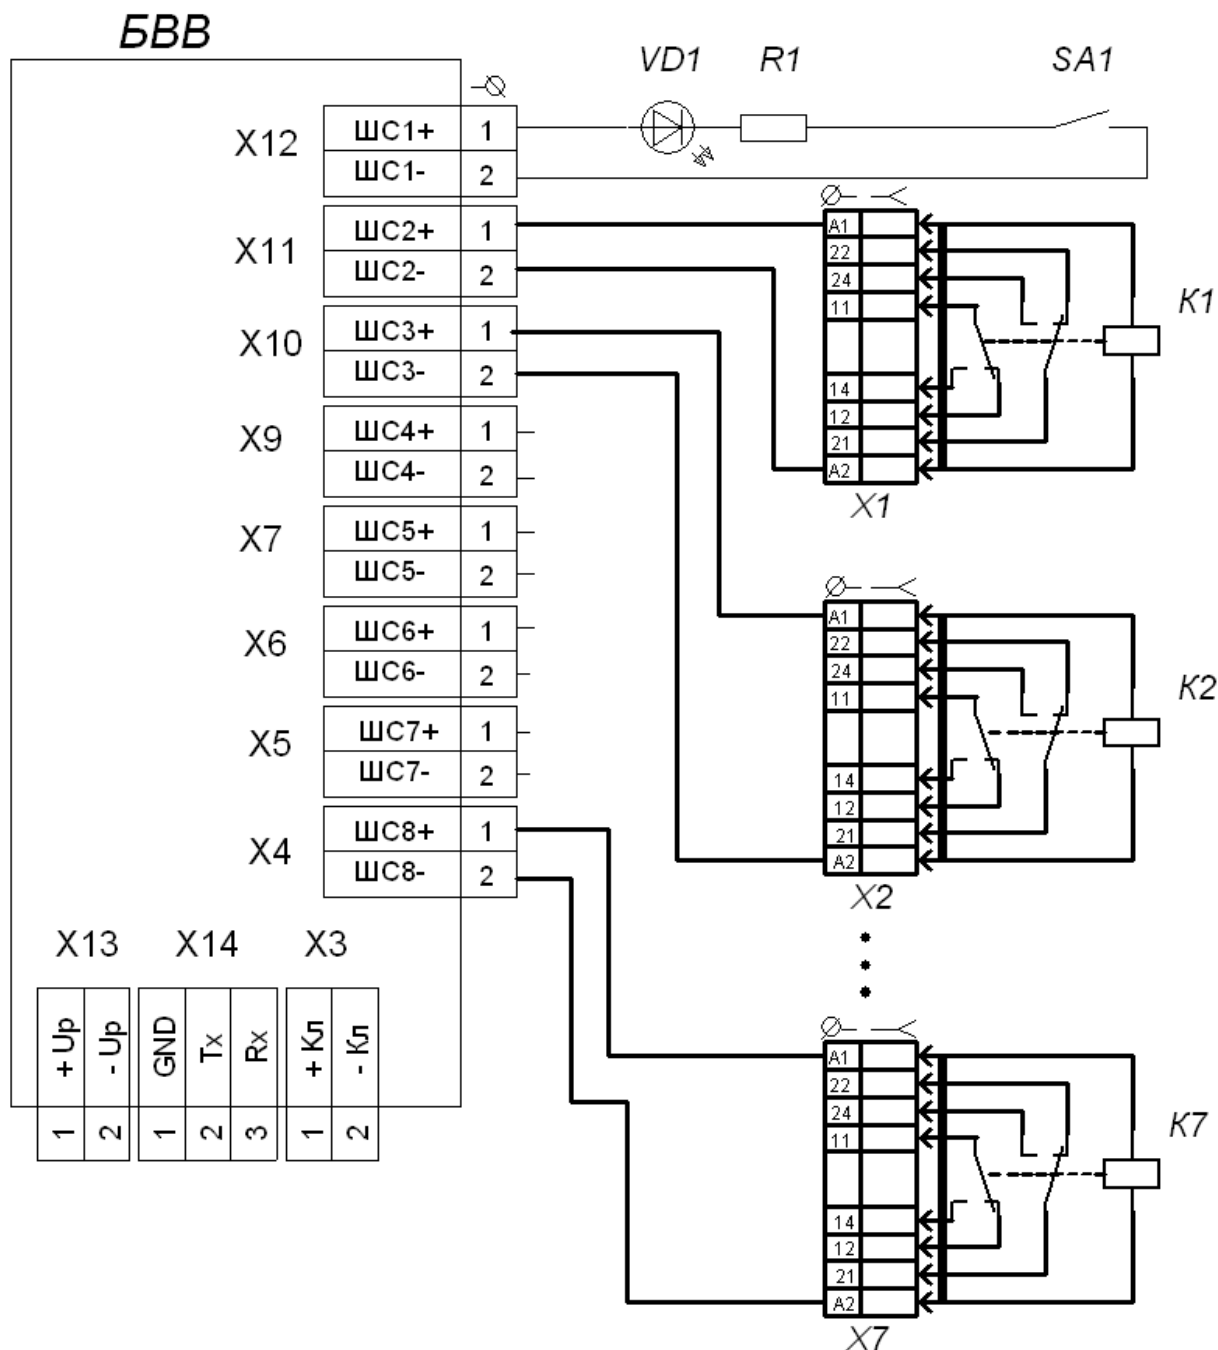 БВВ
VD1 R1 SA1
X12 ШС1+ 1
ШС1- 2
X11 ШС2+ 1
ШС2- 2
X10 ШС3+ 1
ШС3- 2
X9 ШС4+ 1
ШС4- 2
X7 ШС5+ 1
ШС5- 2
X6 ШС6+ 1
ШС6- 2
X5 ШС7+ 1
ШС7- 2
X4 ШС8+ 1
ШС8- 2
X13 X14 X3
+ Up
- Up
GND
Tx
Rx
+ Кл
- Кл
1 2 1 2 3 1 2
A1
22
24
11
14
12
21
A2
X1
К1
A1
22
24
11
14
12
21
A2
X2
К2
A1
22
24
11
14
12
21
A2
X7
К7